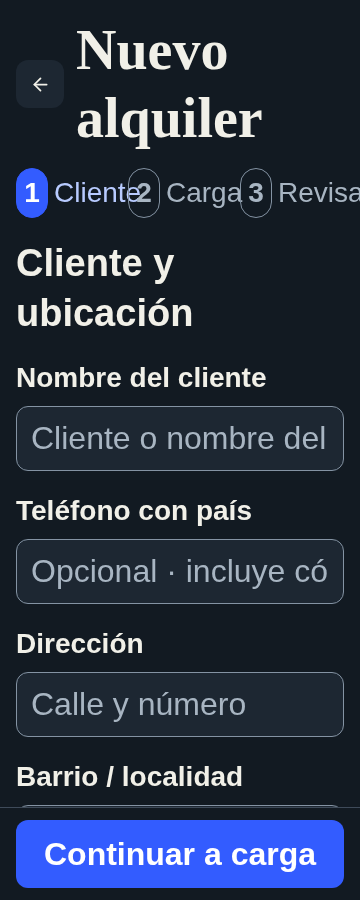 Nuevo
alquiler
1 Cliente 2 Carga 3 Revisa
Cliente y
ubicación
Nombre del cliente
Cliente o nombre del
Teléfono con país
Opcional · incluye có
Dirección
Calle y número
Barrio / localidad
Continuar a carga